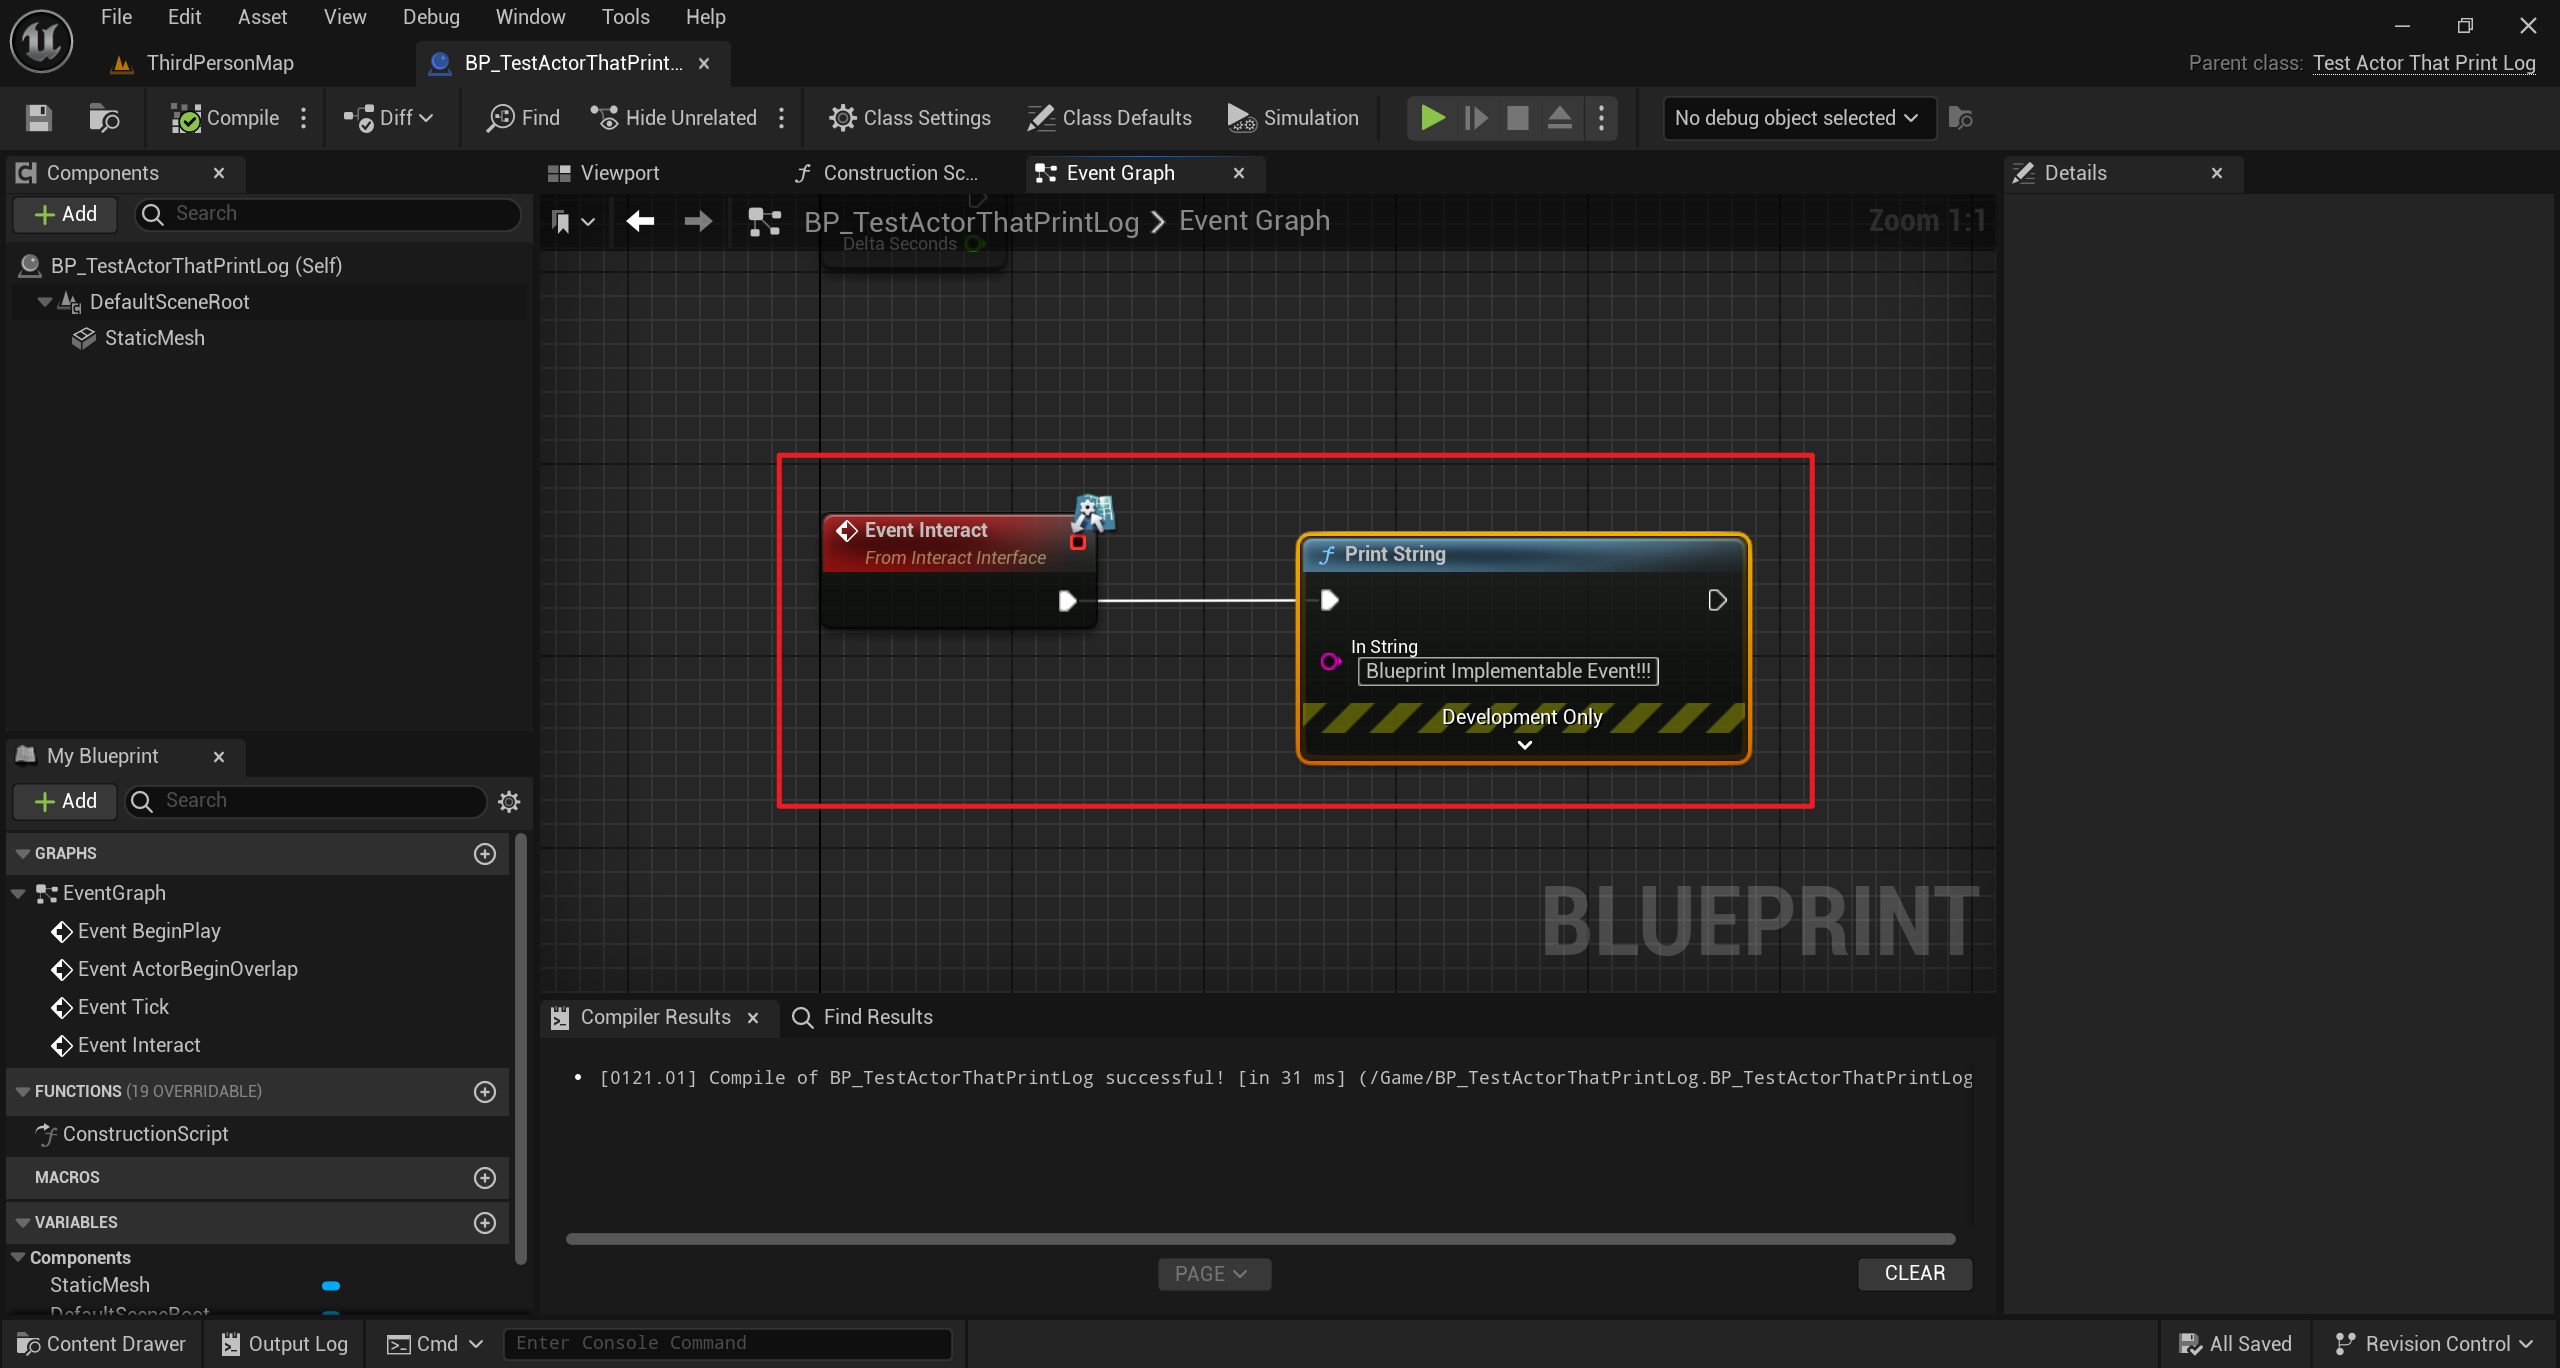 File Edit Asset View Debug Window Tools Help
ThirdPersonMap
BP_TestActorThatPrint...
Parent class: Test Actor That Print Log
Compile
Diff
Find
Hide Unrelated
Class Settings
Class Defaults
Simulation
No debug object selected
Components
Add
Search
BP_TestActorThatPrintLog (Self)
DefaultSceneRoot
StaticMesh
My Blueprint
Add
Search
GRAPHS
EventGraph
Event BeginPlay
Event ActorBeginOverlap
Event Tick
Event Interact
FUNCTIONS (19 OVERRIDABLE)
ConstructionScript
MACROS
VARIABLES
Components
StaticMesh
DefaultSceneRoot
Viewport
Construction Sc...
Event Graph
BP_TestActorThatPrintLog > Event Graph
Zoom 1:1
Delta Seconds
Event Interact
From Interact Interface
Print String
In String
Blueprint Implementable Event!!!
Development Only
BLUEPRINT
Compiler Results
Find Results
• [0121.01] Compile of BP_TestActorThatPrintLog successful! [in 31 ms] (/Game/BP_TestActorThatPrintLog.BP_TestActorThatPrintLog
PAGE
CLEAR
Details
Content Drawer
Output Log
Cmd
Enter Console Command
All Saved
Revision Control